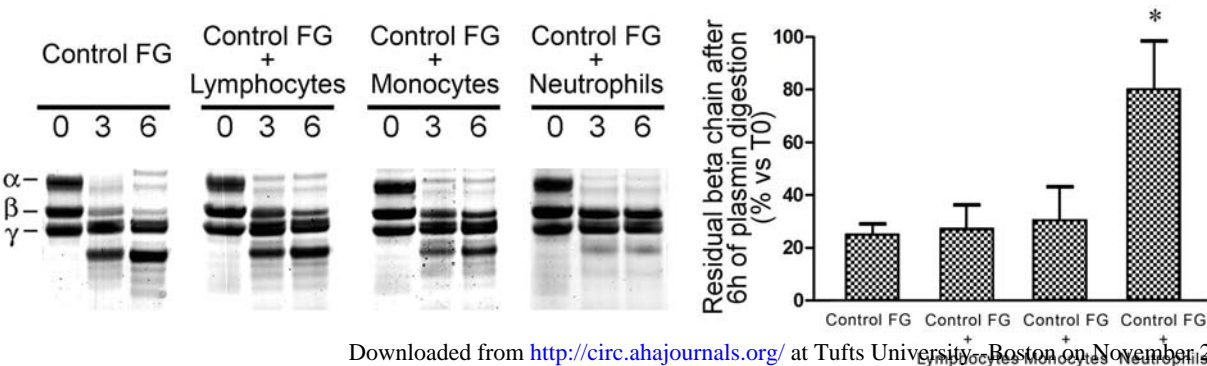 Control FG
Control FG
+
Lymphocytes
Control FG
+
Monocytes
Control FG
+
Neutrophils
0 3 6
0 3 6
0 3 6
0 3 6
α–
β–
γ–
Residual beta chain after
6h of plasmin digestion
(% vs T0)
100
80
60
40
20
0
*
Control FG
Control FG
+
Lymphocytes
Control FG
+
Monocytes
Control FG
+
Neutrophils
Downloaded from http://circ.ahajournals.org/ at Tufts University--Boston on November 2